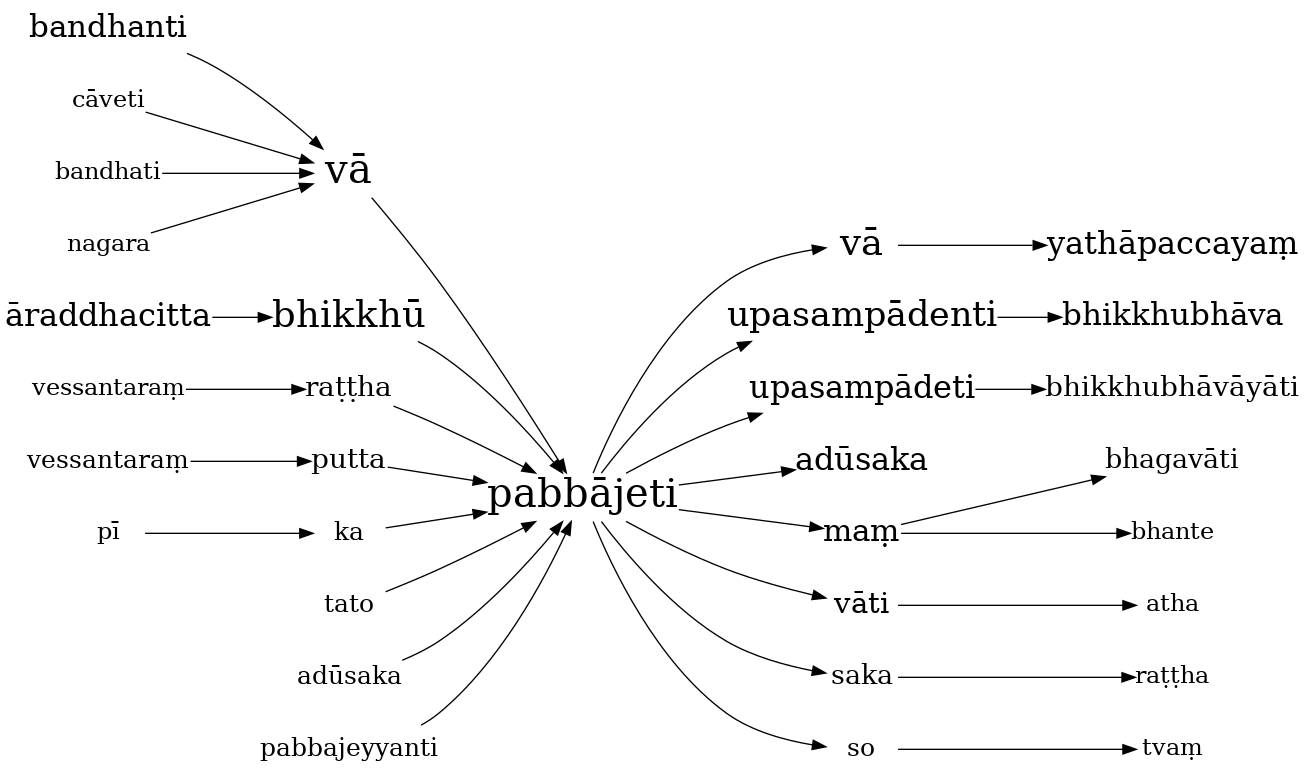 bandhanti
cāveti
bandhati
nagara
vā
āraddhacitta
bhikkhū
vessantaraṃ
raṭṭha
vessantaraṃ
putta
pī
ka
tato
adūsaka
pabbajeyyanti
pabbājeti
vā
yathāpaccayaṃ
upasampādenti
bhikkhubhāva
upasampādeti
bhikkhubhāvāyāti
adūsaka
maṃ
bhagavāti
bhante
vāti
atha
saka
raṭṭha
so
tvaṃ